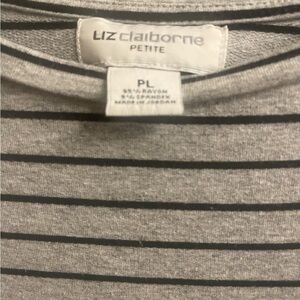 Liz claiborne
PETITE
PL
95% RAYON
5% SPANDEX
MADE IN JORDAN